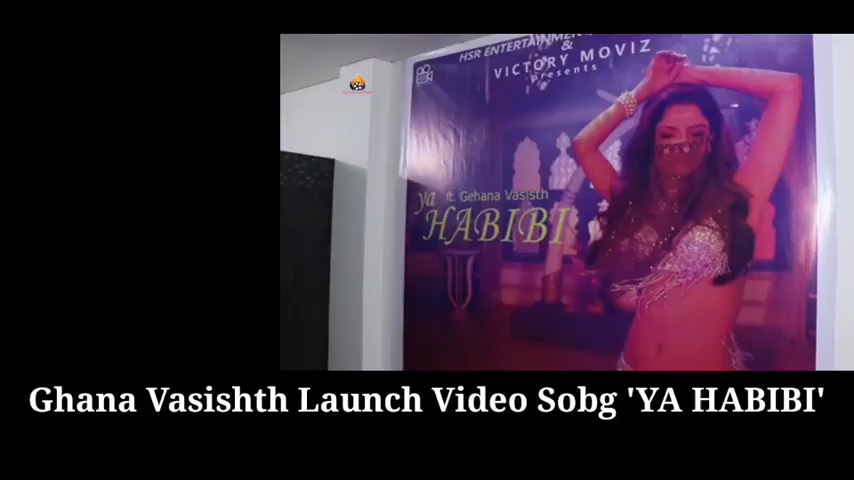 HSR ENTERTAINMENT
&
VICTORY MOVIZ
presents
ya ft. Gehana Vasisth
HABIBI
Ghana Vasishth Launch Video Sobg 'YA HABIBI'